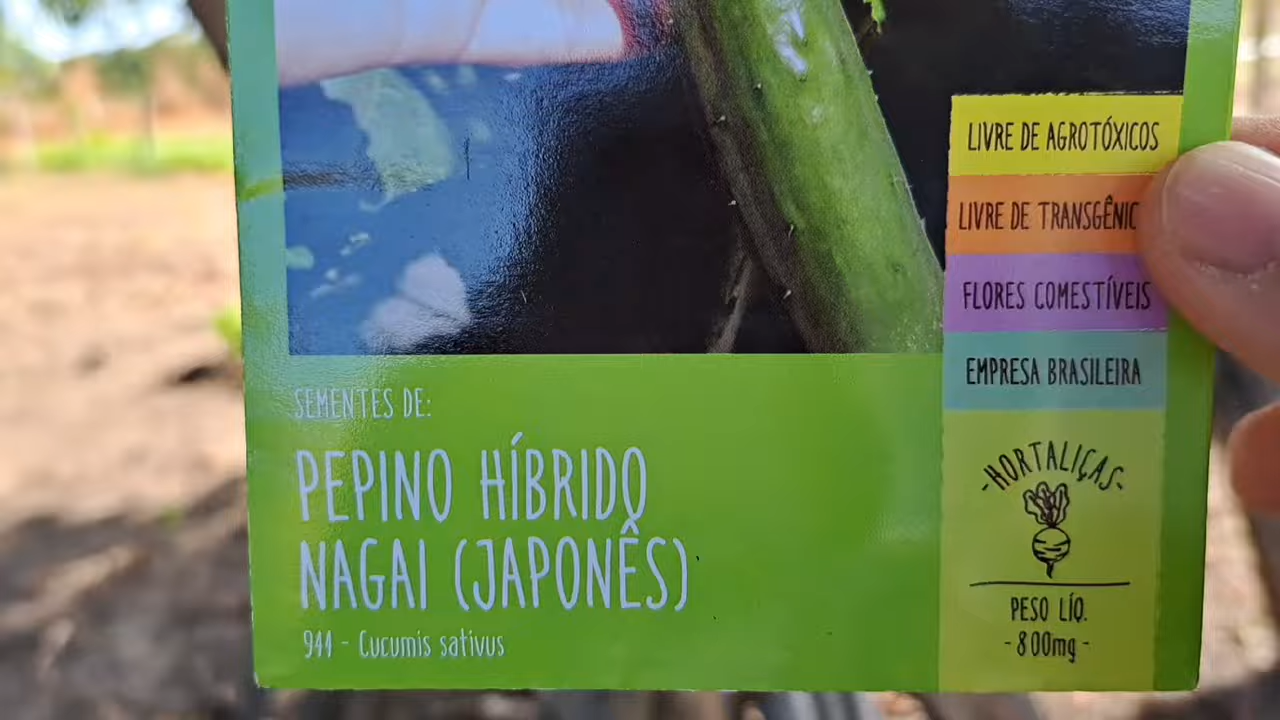 LIVRE DE AGROTÓXICOS
LIVRE DE
FLORES COMESTÍVEIS
EMPRESA BRASILEIRA
SEMENTES DE:
PEPINO HÍBRIDO
NAGAI (JAPONÊS)
944 - Cucumis sativus
-HORTALIÇAS-
PESO LÍQ.
- 800mg -